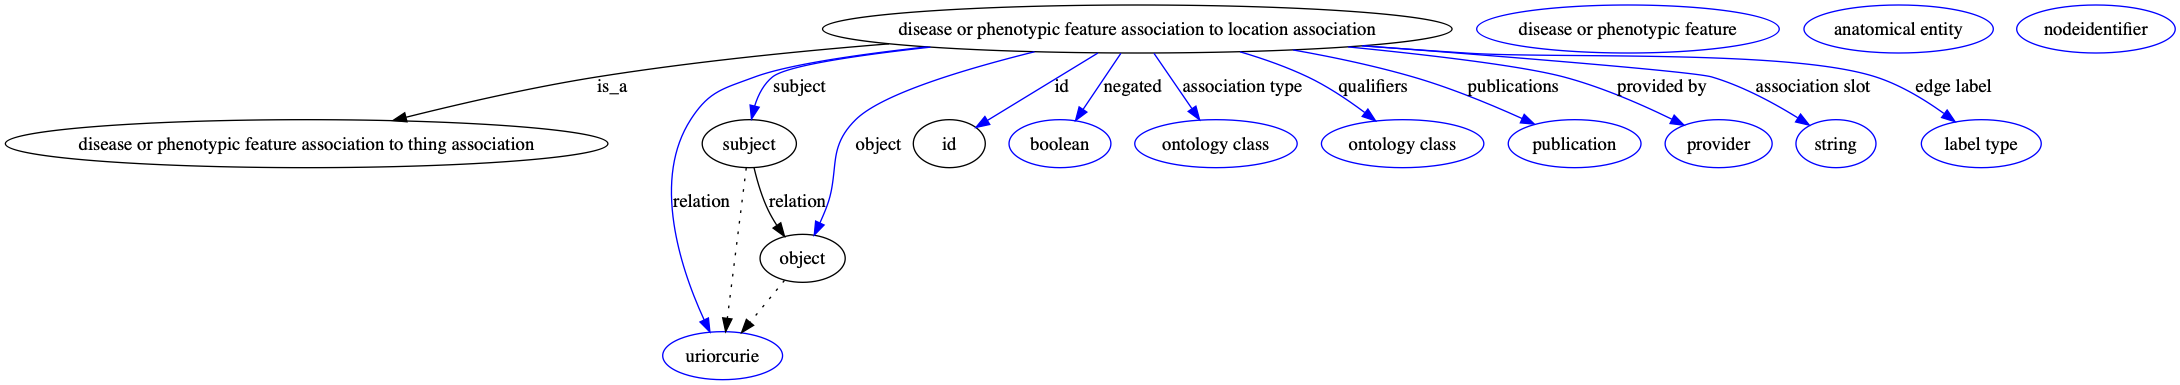 disease or phenotypic feature association to location association
disease or phenotypic feature
anatomical entity
nodeidentifier
is_a
subject
id
negated
association type
qualifiers
publications
provided by
association slot
edge label
disease or phenotypic feature association to thing association
subject
object
id
boolean
ontology class
ontology class
publication
provider
string
label type
relation
relation
object
uriorcurie